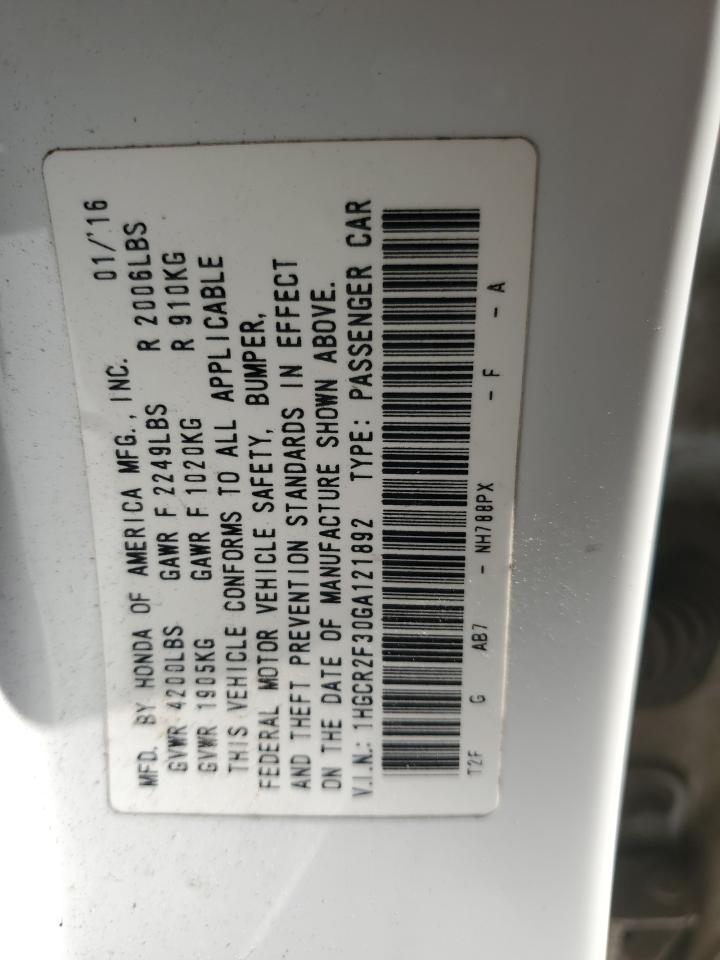 MFD. BY HONDA OF AMERICA MFG., INC. 01/'16
GVWR 4200LBS GAWR F 2249LBS R 2006LBS
GVWR 1905KG GAWR F 1020KG R 910KG
THIS VEHICLE CONFORMS TO ALL APPLICABLE
FEDERAL MOTOR VEHICLE SAFETY, BUMPER,
AND THEFT PREVENTION STANDARDS IN EFFECT
ON THE DATE OF MANUFACTURE SHOWN ABOVE.
V.I.N.: 1HGCR2F30GA121892 TYPE: PASSENGER CAR
T2F G AB7 - NH788PX - F - A